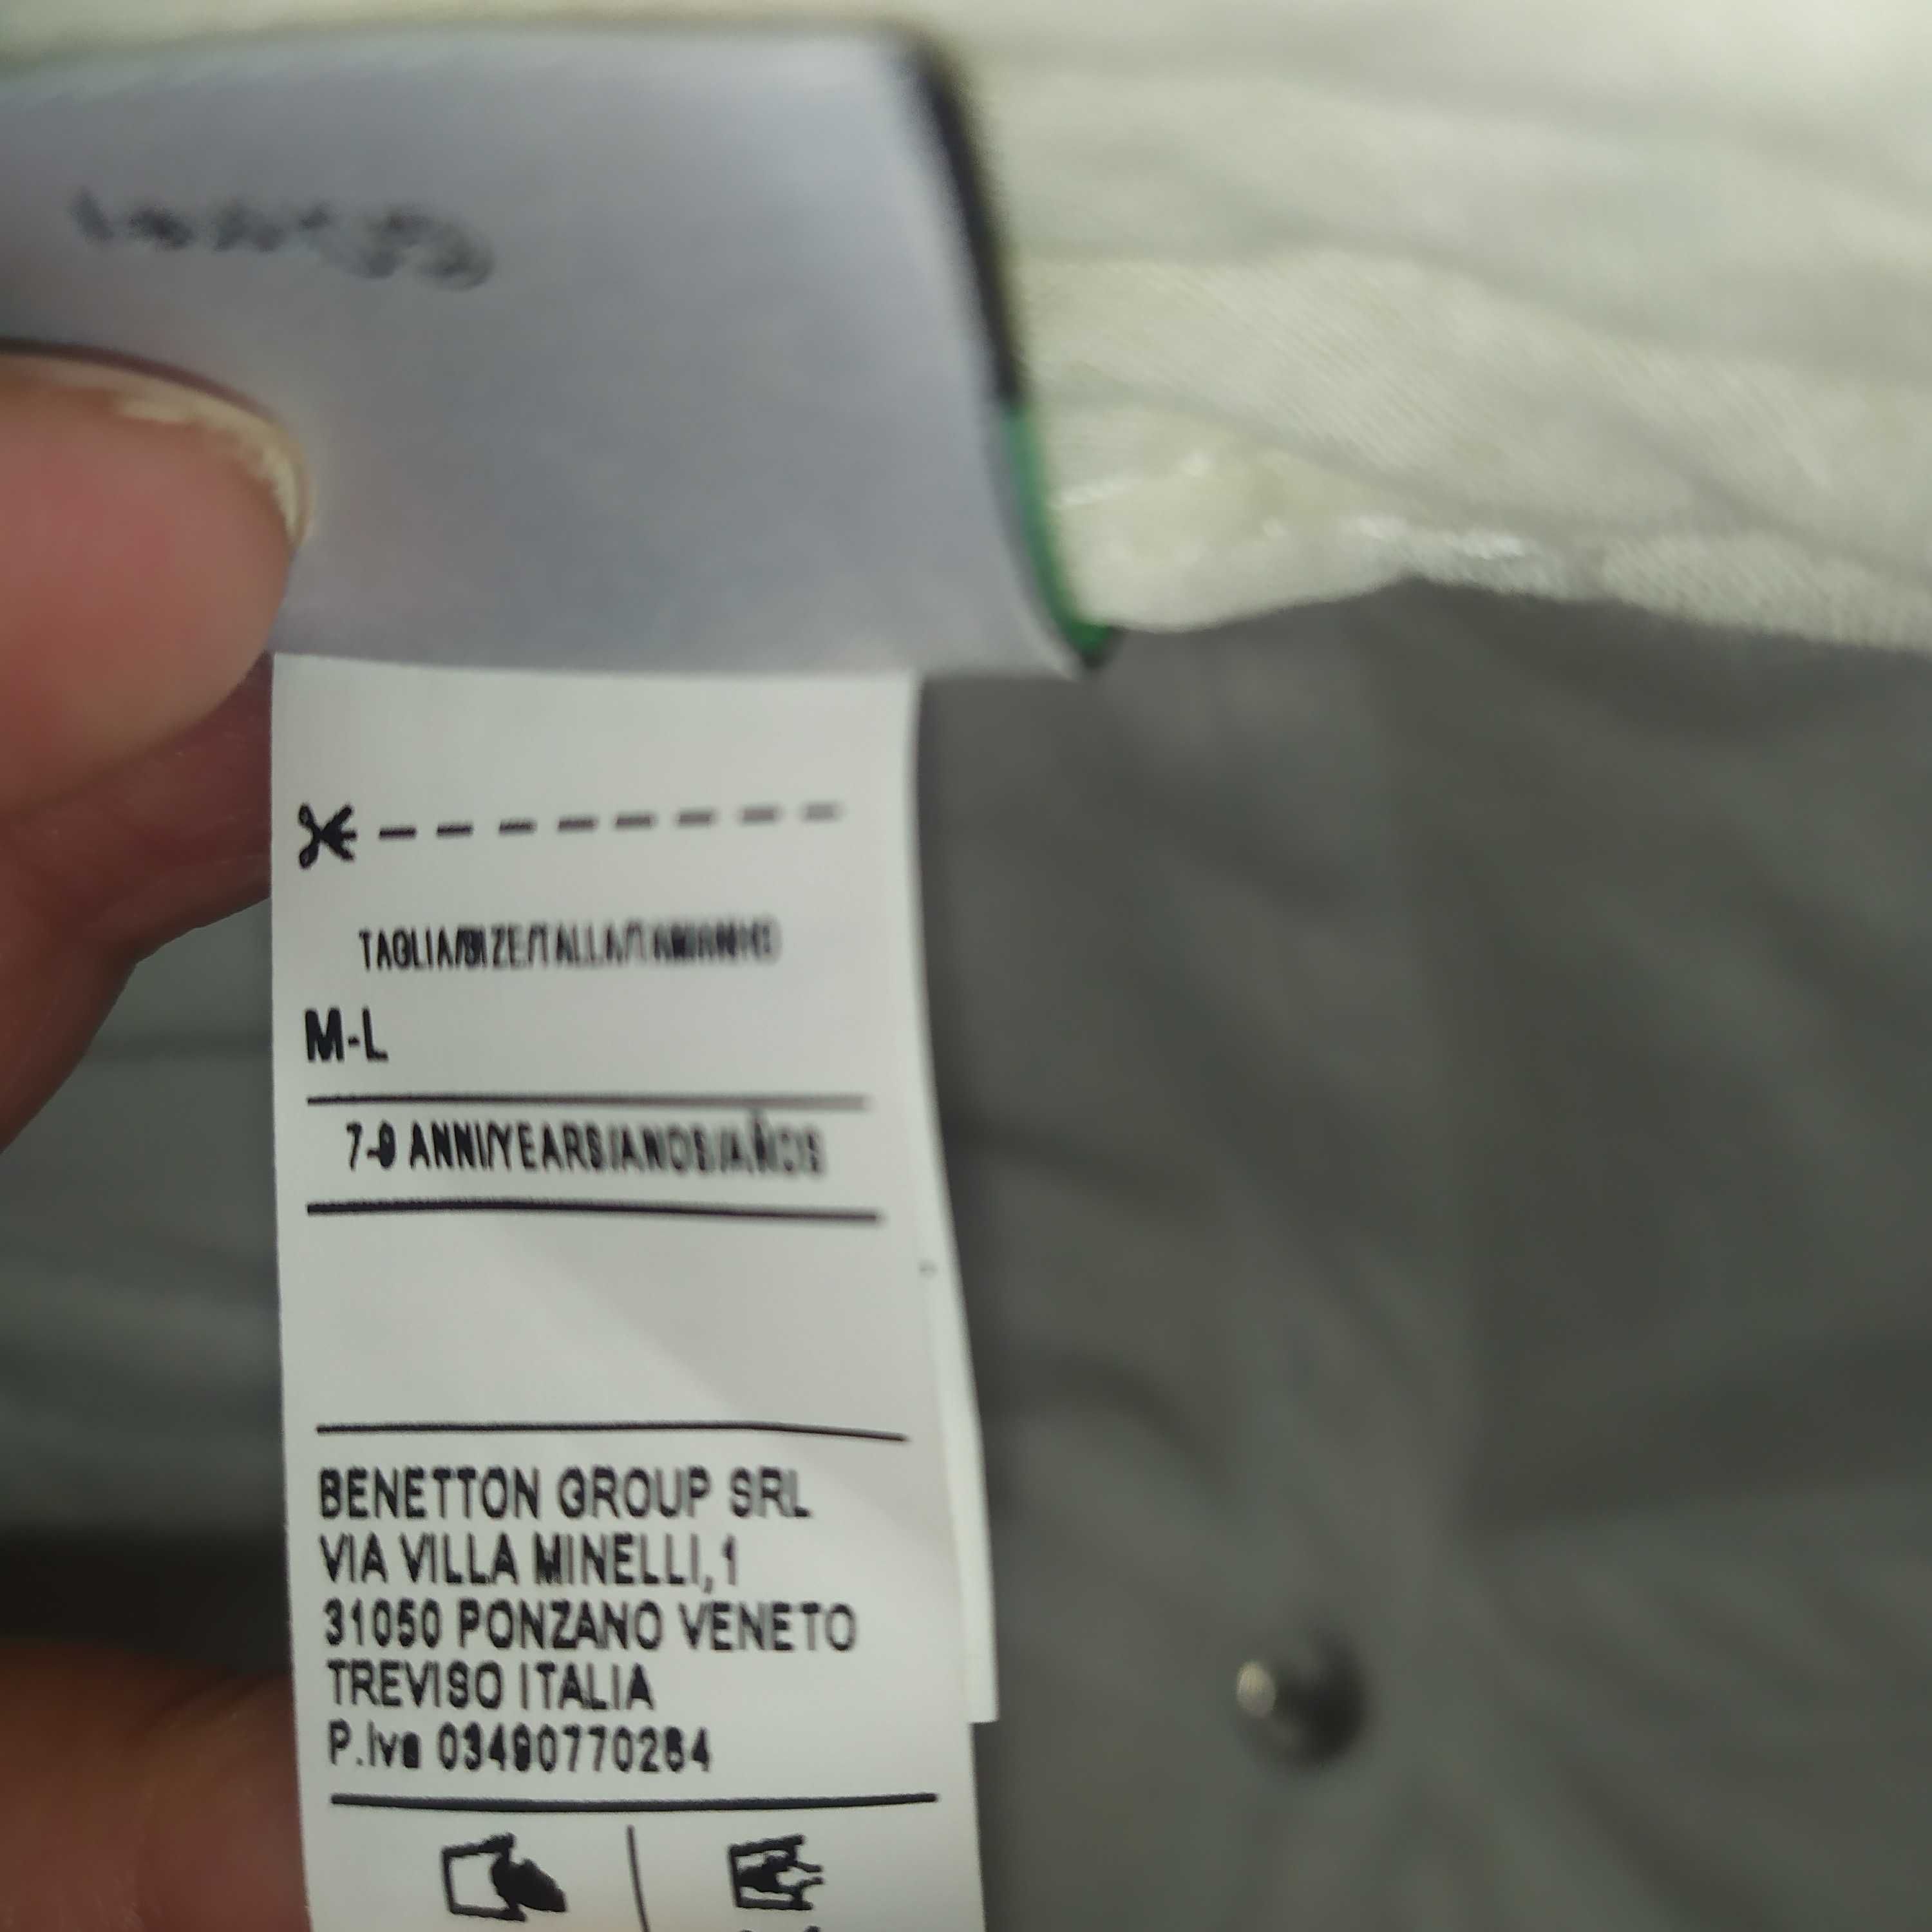 TAGLIA/SIZE/TALLA/TAMANHO
M-L
7-9 ANNI/YEARS/ANOS/AÑOS
BENETTON GROUP SRL
VIA VILLA MINELLI,1
31050 PONZANO VENETO
TREVISO ITALIA
P.Iva 03490770264